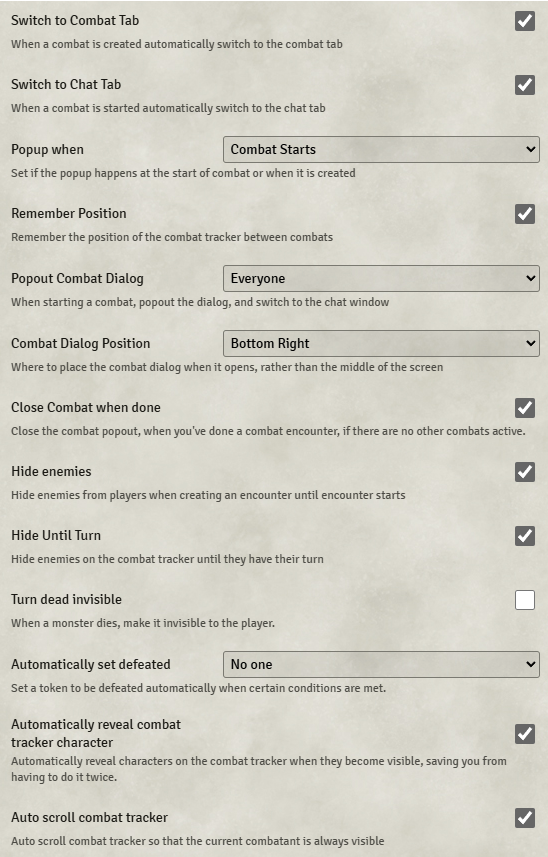 Switch to Combat Tab
When a combat is created automatically switch to the combat tab
Switch to Chat Tab
When a combat is started automatically switch to the chat tab
Popup when
Combat Starts
Set if the popup happens at the start of combat or when it is created
Remember Position
Remember the position of the combat tracker between combats
Popout Combat Dialog
Everyone
When starting a combat, popout the dialog, and switch to the chat window
Combat Dialog Position
Bottom Right
Where to place the combat dialog when it opens, rather than the middle of the screen
Close Combat when done
Close the combat popout, when you've done a combat encounter, if there are no other combats active.
Hide enemies
Hide enemies from players when creating an encounter until encounter starts
Hide Until Turn
Hide enemies on the combat tracker until they have their turn
Turn dead invisible
When a monster dies, make it invisible to the player.
Automatically set defeated
No one
Set a token to be defeated automatically when certain conditions are met.
Automatically reveal combat
tracker character
Automatically reveal characters on the combat tracker when they become visible, saving you from
having to do it twice.
Auto scroll combat tracker
Auto scroll combat tracker so that the current combatant is always visible